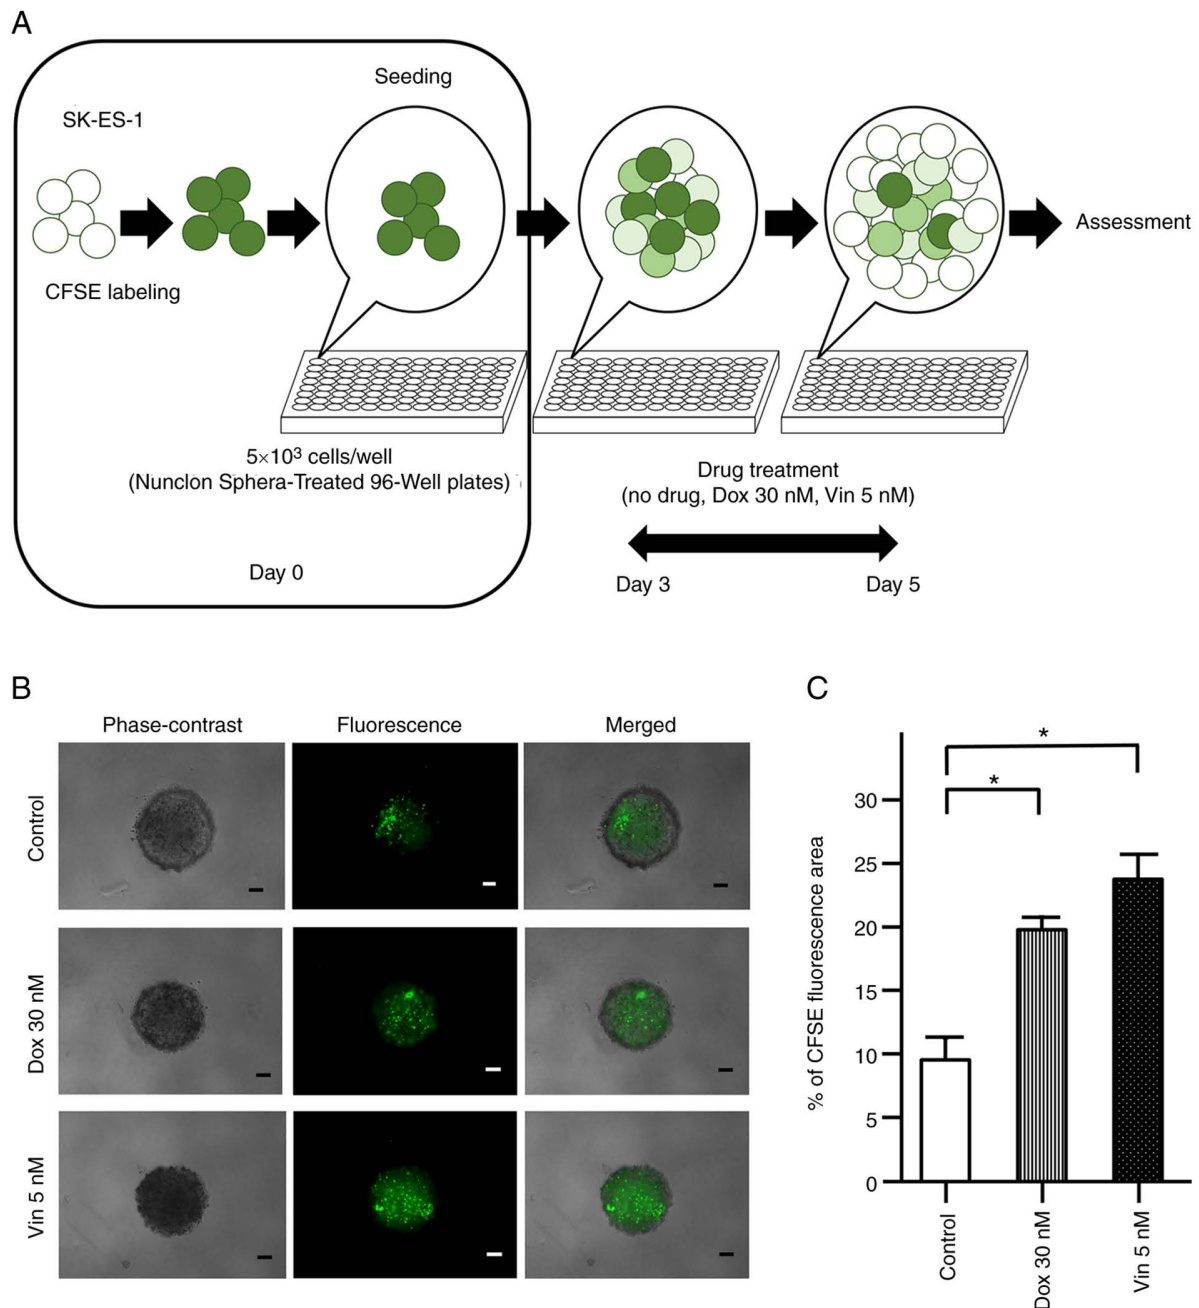 A
Seeding
SK-ES-1
CFSE labeling
Assessment
5×10³ cells/well
(Nunclon Sphera-Treated 96-Well plates)
Drug treatment
(no drug, Dox 30 nM, Vin 5 nM)
Day 0
Day 3
Day 5
B
Phase-contrast
Fluorescence
Merged
Control
Dox 30 nM
Vin 5 nM
C
*
*
% of CFSE fluorescence area
30
25
20
15
10
5
0
Control
Dox 30 nM
Vin 5 nM